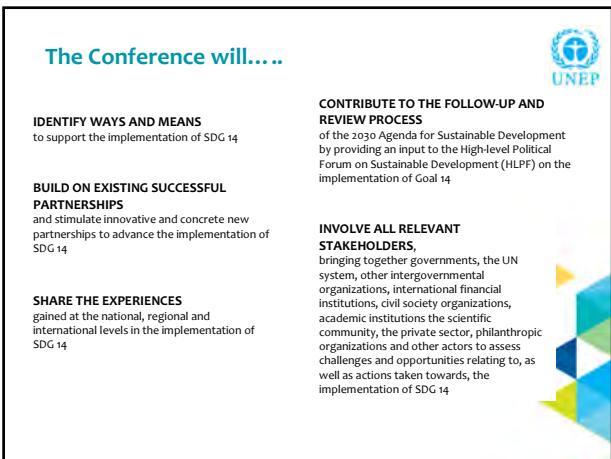 The Conference will…..
UNEP
IDENTIFY WAYS AND MEANS
to support the implementation of SDG 14
BUILD ON EXISTING SUCCESSFUL
PARTNERSHIPS
and stimulate innovative and concrete new
partnerships to advance the implementation of
SDG 14
SHARE THE EXPERIENCES
gained at the national, regional and
international levels in the implementation of
SDG 14
CONTRIBUTE TO THE FOLLOW-UP AND
REVIEW PROCESS
of the 2030 Agenda for Sustainable Development
by providing an input to the High-level Political
Forum on Sustainable Development (HLPF) on the
implementation of Goal 14
INVOLVE ALL RELEVANT
STAKEHOLDERS,
bringing together governments, the UN
system, other intergovernmental
organizations, international financial
institutions, civil society organizations,
academic institutions the scientific
community, the private sector, philanthropic
organizations and other actors to assess
challenges and opportunities relating to, as
well as actions taken towards, the
implementation of SDG 14